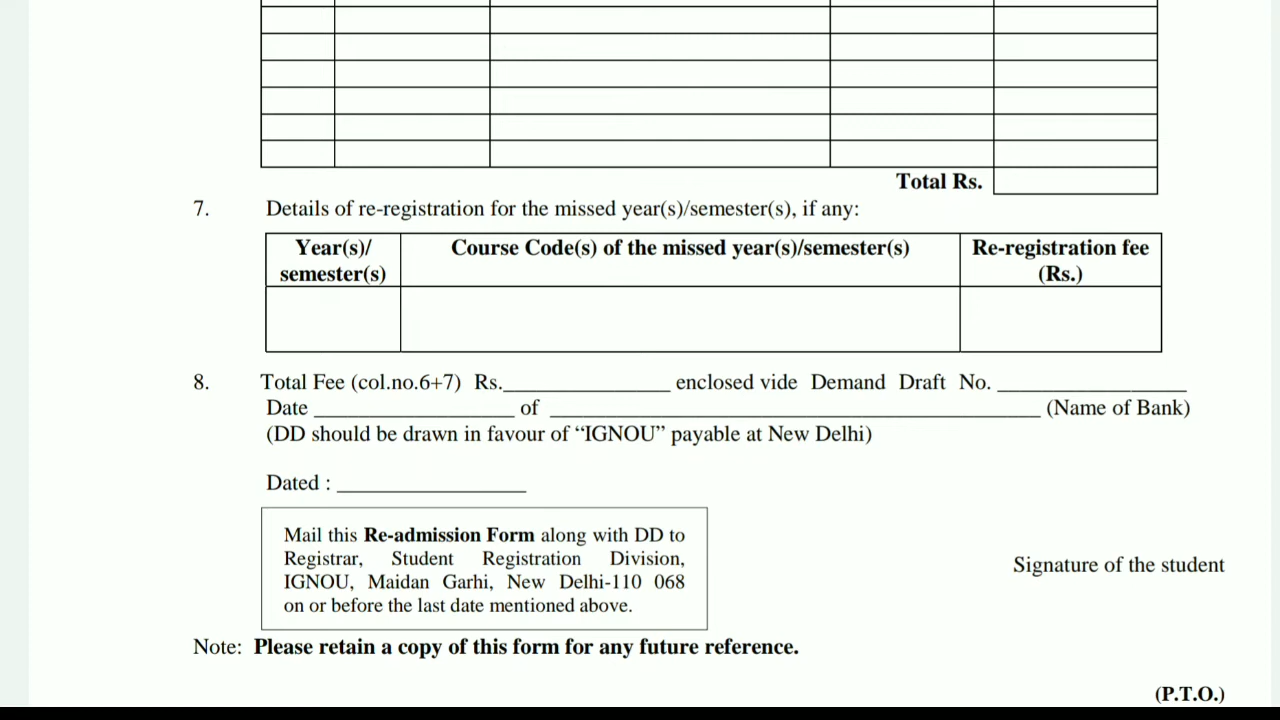 Total Rs.
7. Details of re-registration for the missed year(s)/semester(s), if any:
Year(s)/ semester(s) Course Code(s) of the missed year(s)/semester(s) Re-registration fee (Rs.)
8. Total Fee (col.no.6+7) Rs._______________ enclosed vide Demand Draft No. _________________
Date __________________ of ____________________________________________ (Name of Bank)
(DD should be drawn in favour of “IGNOU” payable at New Delhi)
Dated : _________________
Mail this Re-admission Form along with DD to
Registrar, Student Registration Division,
IGNOU, Maidan Garhi, New Delhi-110 068
on or before the last date mentioned above.
Signature of the student
Note: Please retain a copy of this form for any future reference.
(P.T.O.)